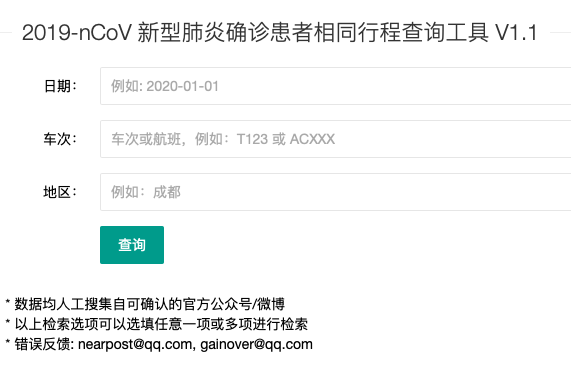 2019-nCoV 新型肺炎确诊患者相同行程查询工具 V1.1
日期：
例如: 2020-01-01
车次：
车次或航班，例如：T123 或 ACXXX
地区：
例如：成都
查询
* 数据均人工搜集自可确认的官方公众号/微博
* 以上检索选项可以选填任意一项或多项进行检索
* 错误反馈: nearpost@qq.com, gainover@qq.com